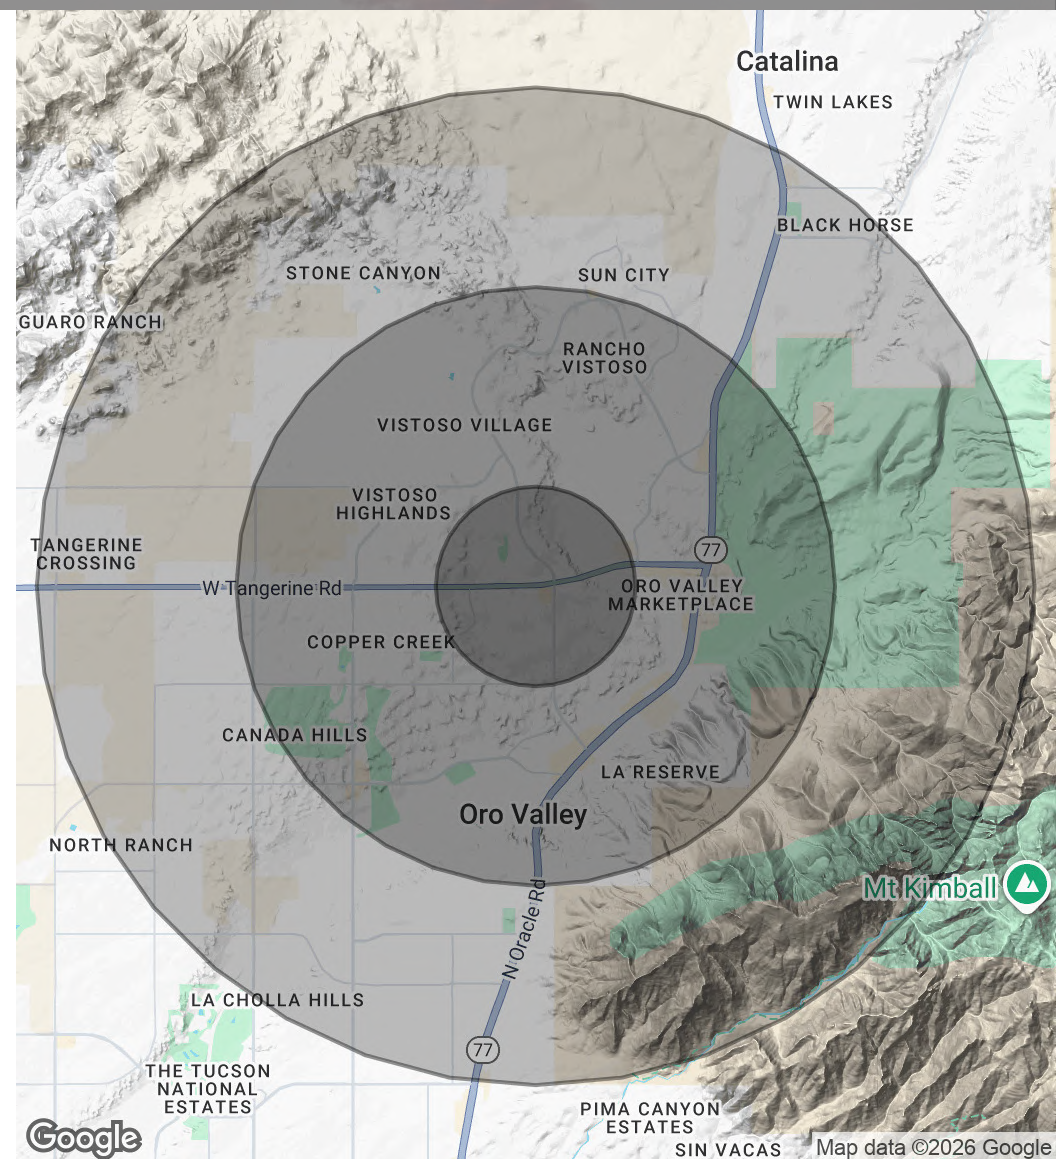 Catalina
TWIN LAKES
BLACK HORSE
STONE CANYON
SUN CITY
GUARO RANCH
RANCHO
VISTOSO
VISTOSO VILLAGE
VISTOSO
HIGHLANDS
TANGERINE
CROSSING
77
W Tangerine Rd
ORO VALLEY
MARKETPLACE
COPPER CREEK
CANADA HILLS
LA RESERVE
Oro Valley
NORTH RANCH
Mt Kimball
N Oracle Rd
LA CHOLLA HILLS
77
THE TUCSON
NATIONAL
ESTATES
PIMA CANYON
ESTATES
SIN VACAS
Google
Map data ©2026 Google